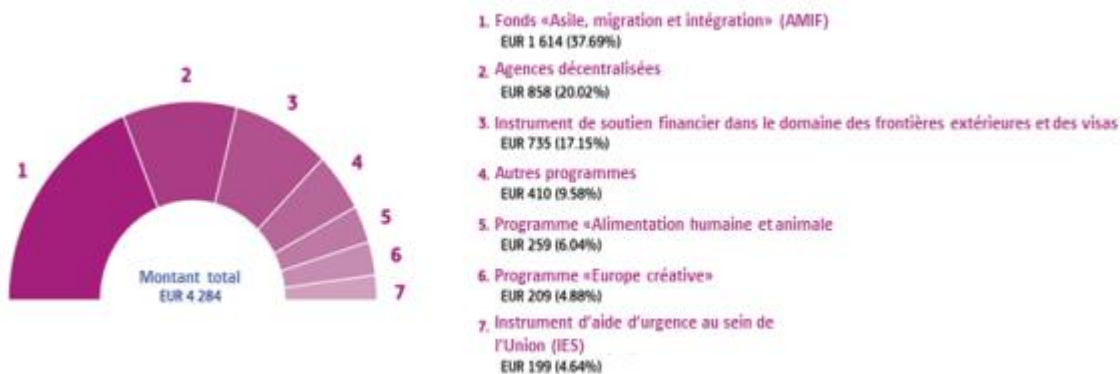 1. Fonds «Asile, migration et intégration» (AMIF)
EUR 1 614 (37.69%)
2. Agences décentralisées
EUR 858 (20.02%)
3. Instrument de soutien financier dans le domaine des frontières extérieures et des visas
EUR 735 (17.15%)
4. Autres programmes
EUR 410 (9.58%)
5. Programme «Alimentation humaine et animale
EUR 259 (6.04%)
6. Programme «Europe créative»
EUR 209 (4.88%)
7. Instrument d'aide d'urgence au sein de
l'Union (IES)
EUR 199 (4.64%)
1
2
3
4
5
6
7
Montant total
EUR 4 284